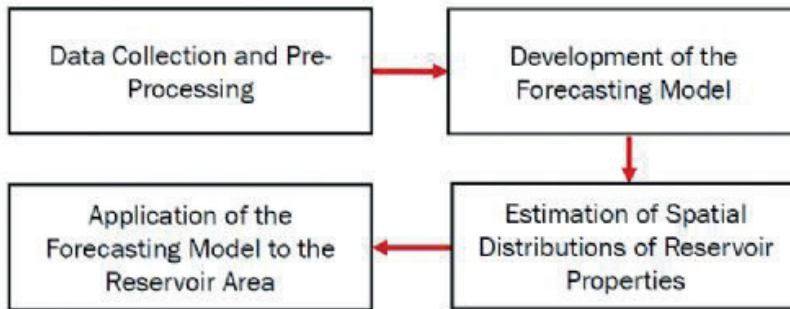 Data Collection and Pre-
Processing
Development of the
Forecasting Model
Estimation of Spatial
Distributions of Reservoir
Properties
Application of the
Forecasting Model to the
Reservoir Area